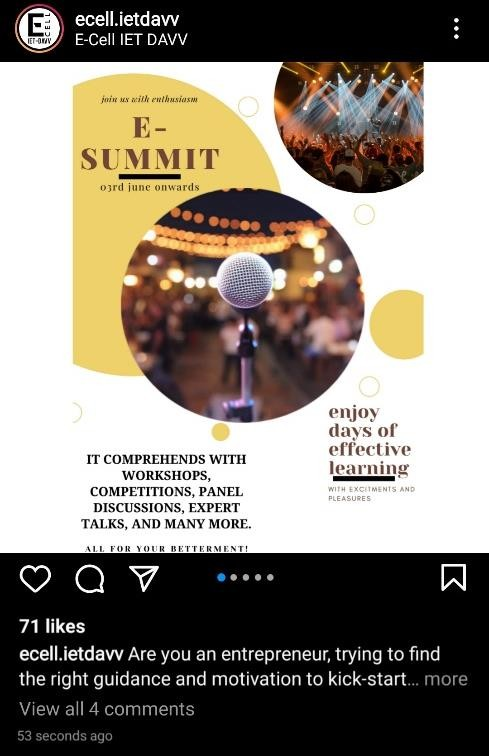 E
CELL
IET-DAVV
ecell.ietdavv
E-Cell IET DAVV
join us with enthusiasm
E-
SUMMIT
03rd june onwards
enjoy
days of
effective
learning
WITH EXCITMENTS AND
PLEASURES
IT COMPREHENDS WITH
WORKSHOPS,
COMPETITIONS, PANEL
DISCUSSIONS, EXPERT
TALKS, AND MANY MORE.
ALL FOR YOUR BETTERMENT!
71 likes
ecell.ietdavv Are you an entrepreneur, trying to find
the right guidance and motivation to kick-start... more
View all 4 comments
53 seconds ago